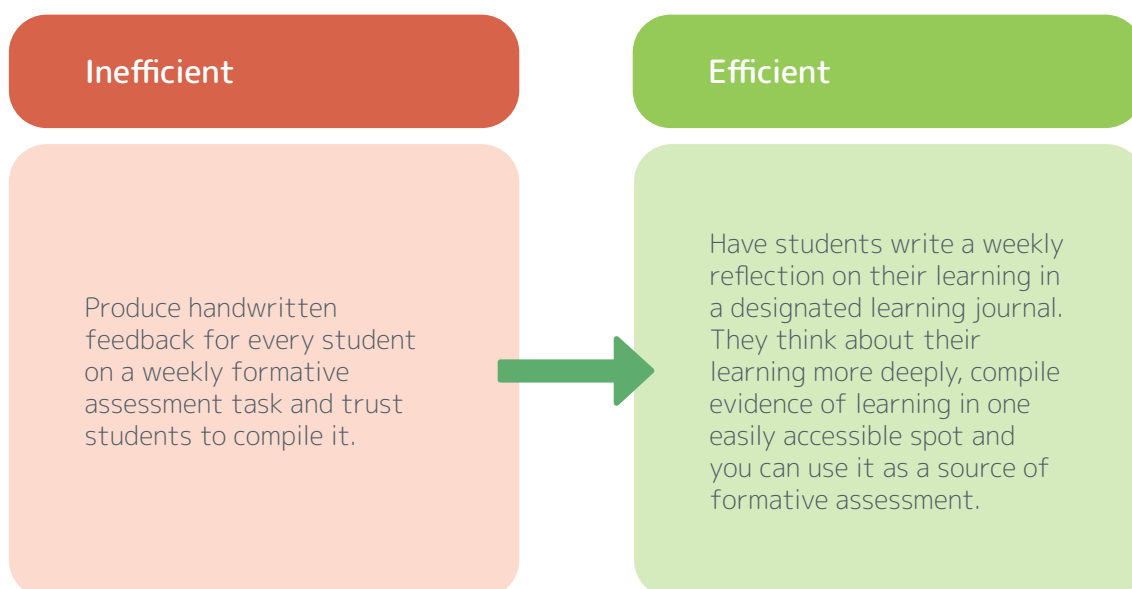 Inefficient
Produce handwritten
feedback for every student
on a weekly formative
assessment task and trust
students to compile it.
Efficient
Have students write a weekly
reflection on their learning in
a designated learning journal.
They think about their
learning more deeply, compile
evidence of learning in one
easily accessible spot and
you can use it as a source of
formative assessment.